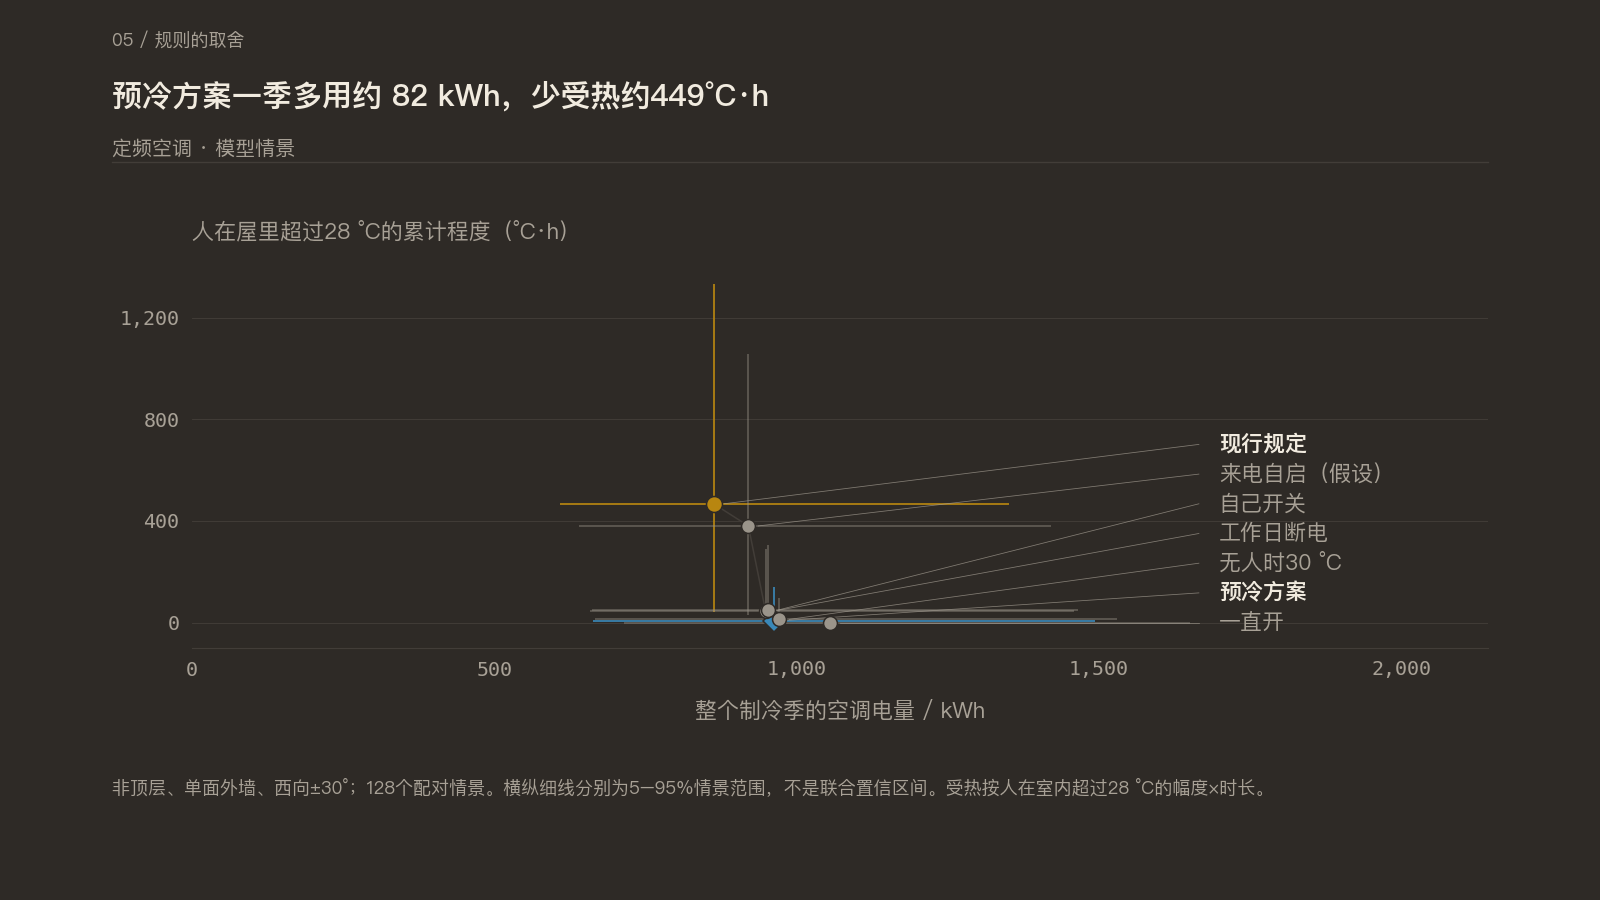 05 / 规则的取舍
预冷方案一季多用约 82 kWh，少受热约449°C·h
定频空调 · 模型情景
人在屋里超过28 °C的累计程度（°C·h）
1,200
800
400
0
现行规定
来电自启（假设）
自己开关
工作日断电
无人时30 °C
预冷方案
一直开
0 500 1,000 1,500 2,000
整个制冷季的空调电量 / kWh
非顶层、单面外墙、西向±30°；128个配对情景。横纵细线分别为5—95%情景范围，不是联合置信区间。受热按人在室内超过28 °C的幅度×时长。